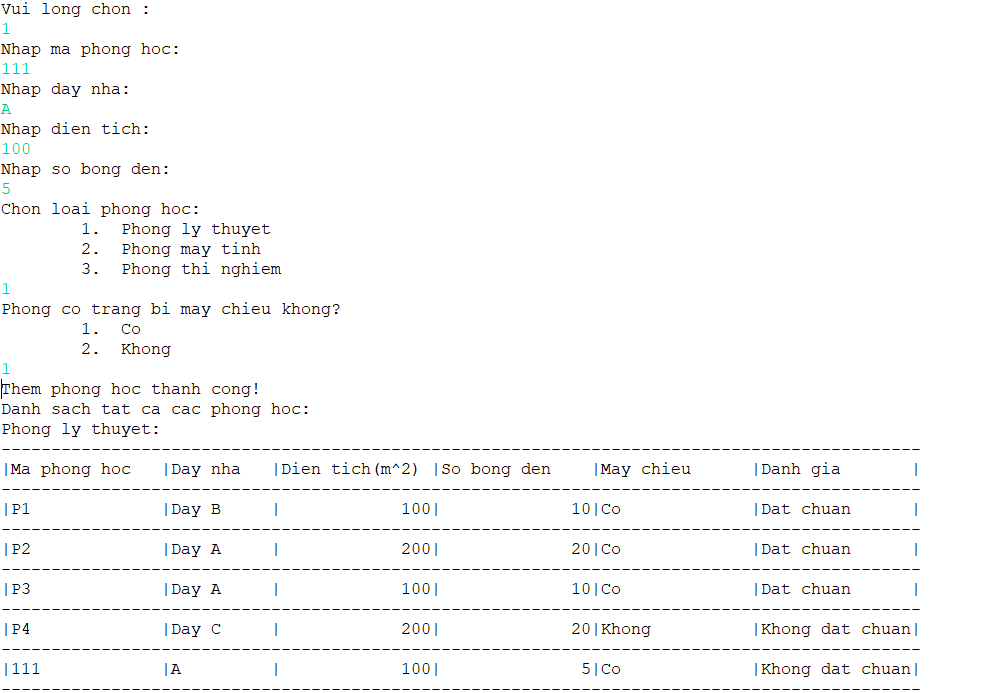 Vui long chon :
1
Nhap ma phong hoc:
111
Nhap day nha:
A
Nhap dien tich:
100
Nhap so bong den:
5
Chon loai phong hoc:
1. Phong ly thuyet
2. Phong may tinh
3. Phong thi nghiem
1
Phong co trang bi may chieu khong?
1. Co
2. Khong
1
Them phong hoc thanh cong!
Danh sach tat ca cac phong hoc:
Phong ly thuyet:
--------------------------------------------------------------------------------------------
|Ma phong hoc   |Day nha   |Dien tich(m^2) |So bong den    |May chieu      |Danh gia       |
--------------------------------------------------------------------------------------------
|P1             |Day B     |            100|             10|Co             |Dat chuan      |
--------------------------------------------------------------------------------------------
|P2             |Day A     |            200|             20|Co             |Dat chuan      |
--------------------------------------------------------------------------------------------
|P3             |Day A     |            100|             10|Co             |Dat chuan      |
--------------------------------------------------------------------------------------------
|P4             |Day C     |            200|             20|Khong          |Khong dat chuan|
--------------------------------------------------------------------------------------------
|111            |A         |            100|              5|Co             |Khong dat chuan|
--------------------------------------------------------------------------------------------